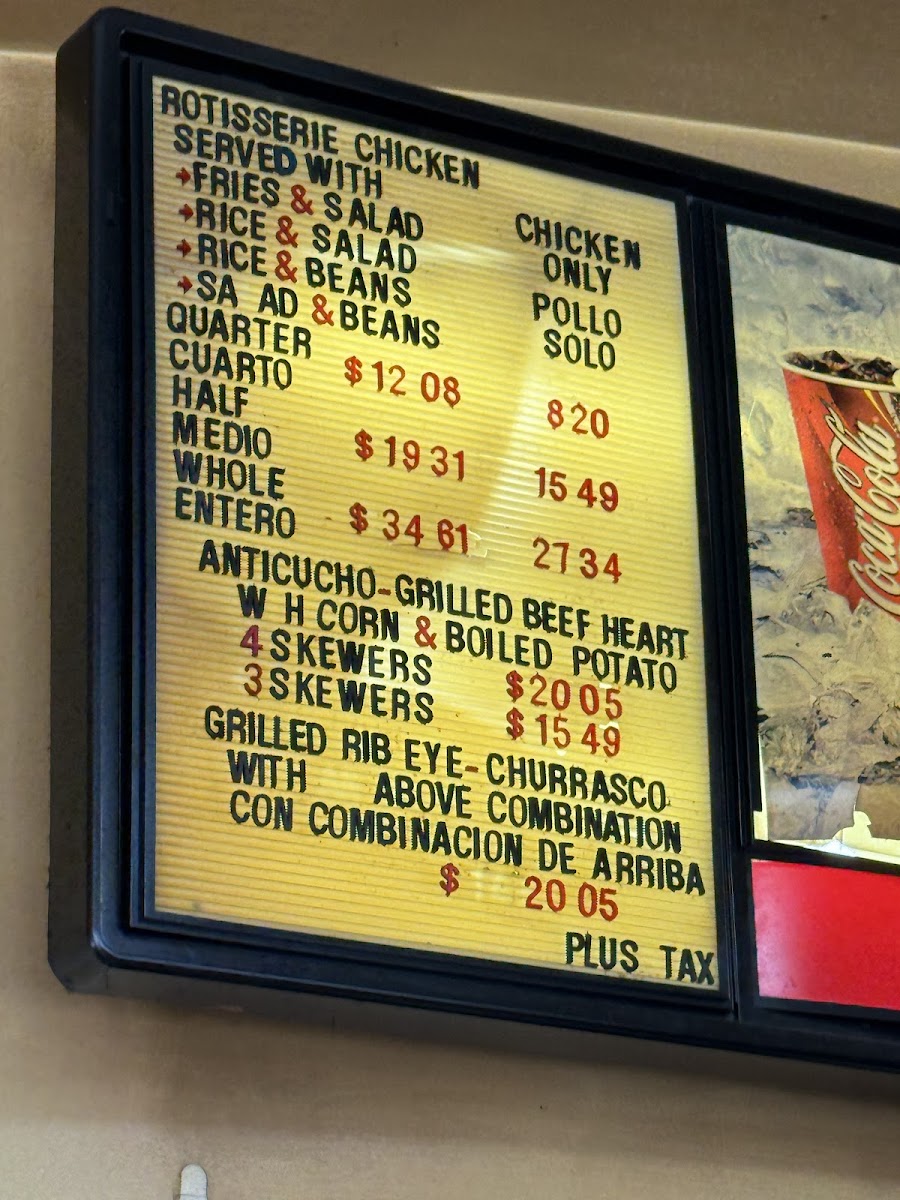 ROTISSERIE CHICKEN
SERVED WITH
→FRIES & SALAD
→RICE & SALAD
→RICE & BEANS
→SA AD & BEANS
CHICKEN
ONLY
POLLO
SOLO
QUARTER
CUARTO $12 08 8 20
HALF
MEDIO $19 31 15 49
WHOLE
ENTERO $34 61 27 34
ANTICUCHO-GRILLED BEEF HEART
W H CORN & BOILED POTATO
4 SKEWERS $20 05
3 SKEWERS $15 49
GRILLED RIB EYE-CHURRASCO
WITH ABOVE COMBINATION
CON COMBINACION DE ARRIBA
$ 20 05
PLUS TAX
Coca-Cola